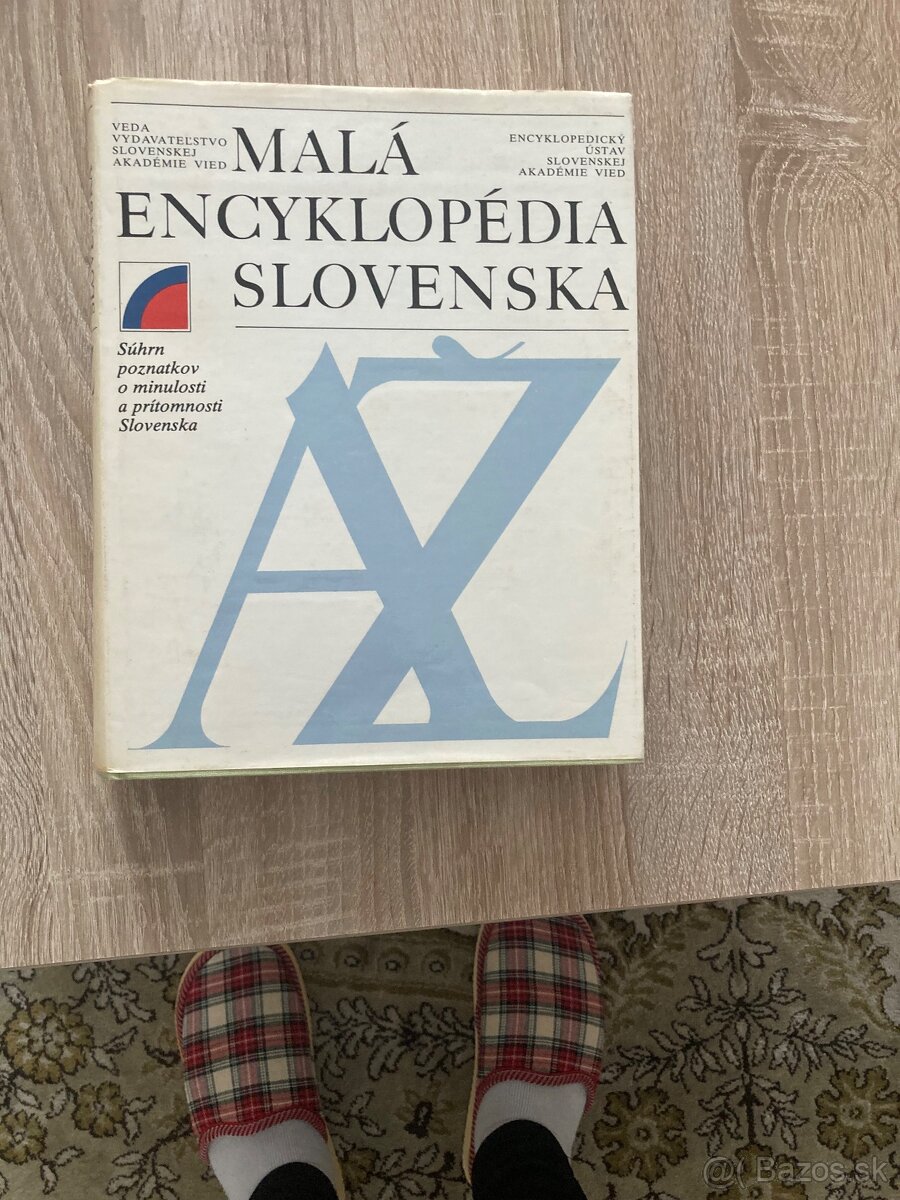 VEDA
VYDAVATEĽSTVO
SLOVENSKEJ
AKADÉMIE VIED
MALÁ
ENCYKLOPÉDIA
SLOVENSKA
ENCYKLOPEDICKÝ
ÚSTAV
SLOVENSKEJ
AKADÉMIE VIED
Súhrn
poznatkov
o minulosti
a prítomnosti
Slovenska
AŽ
@( Bazos.sk